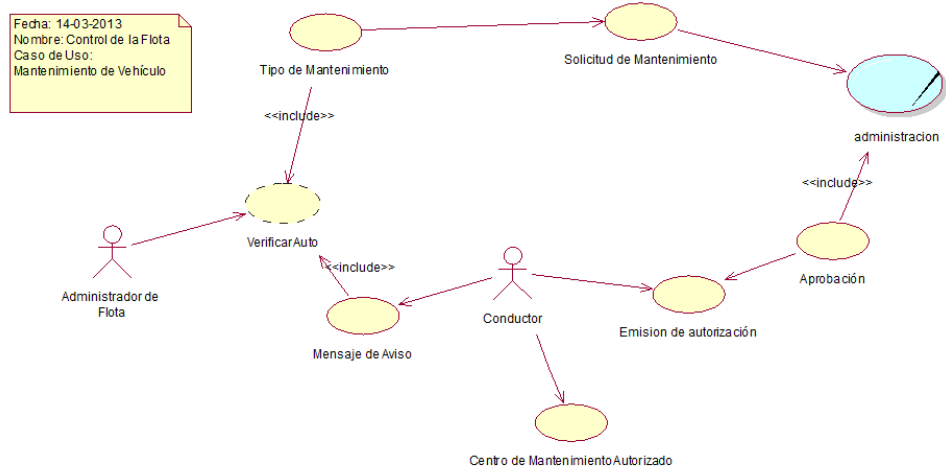 Fecha: 14-03-2013
Nombre: Control de la Flota
Caso de Uso:
Mantenimiento de Vehículo
Tipo de Mantenimiento
Solicitud de Mantenimiento
administracion
<<include>>
<<include>>
VerificarAuto
<<include>>
Administrador de
Flota
Mensaje de Aviso
Conductor
Emision de autorización
Aprobación
Centro de Mantenimiento Autorizado